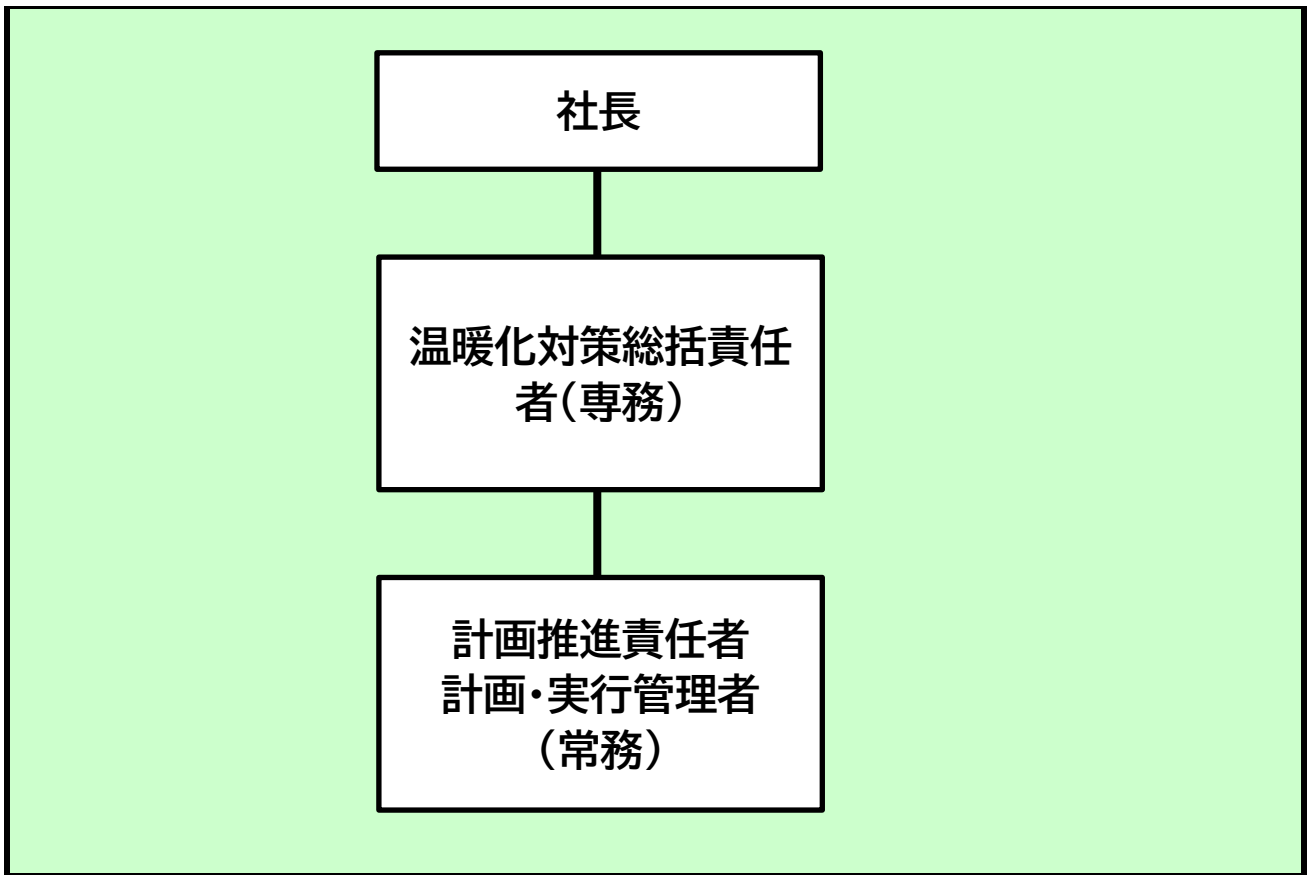 社長
温暖化対策総括責任
者（専務）
計画推進責任者
計画・実行管理者
（常務）